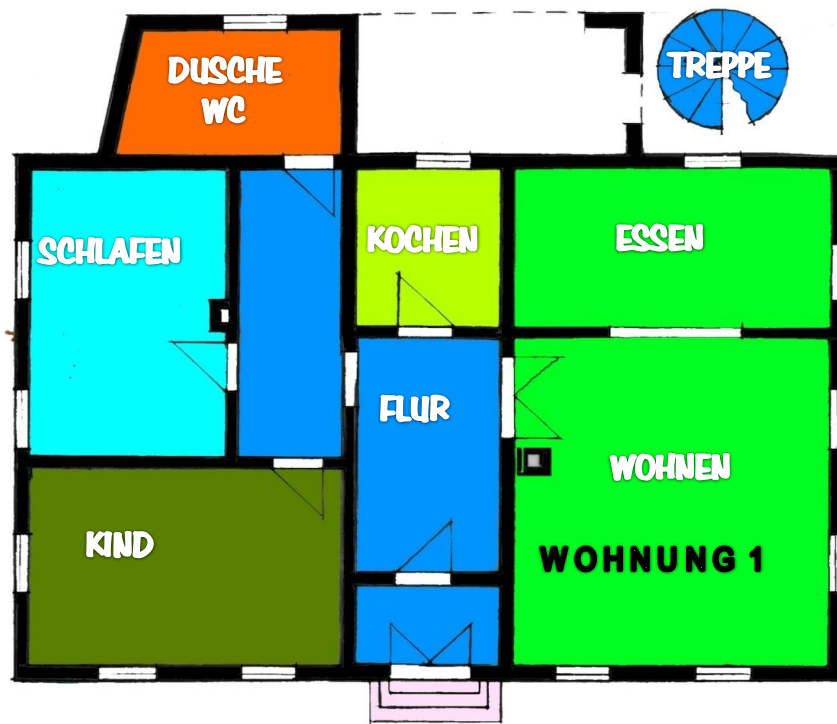 DUSCHE
WC
TREPPE
SCHLAFEN
KOCHEN
ESSEN
FLUR
WOHNEN
KIND
WOHNUNG 1